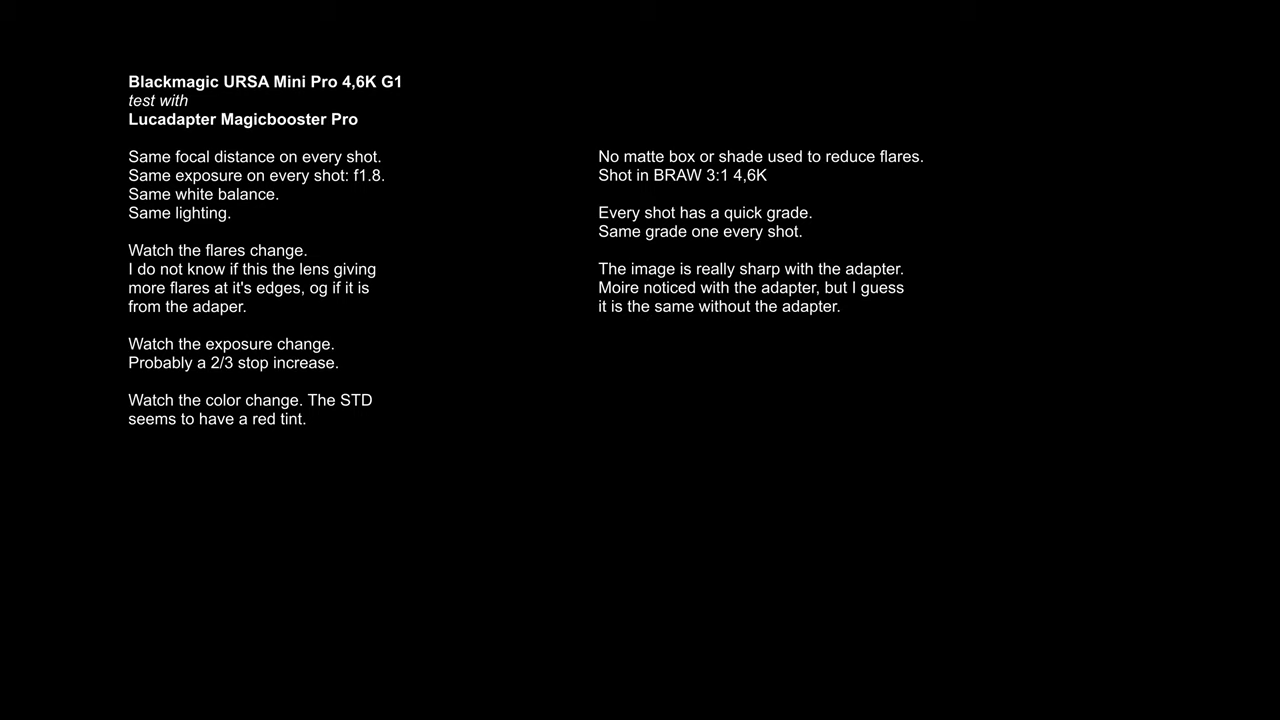 Blackmagic URSA Mini Pro 4,6K G1
test with
Lucadapter Magicbooster Pro
Same focal distance on every shot.
Same exposure on every shot: f1.8.
Same white balance.
Same lighting.
Watch the flares change.
I do not know if this the lens giving
more flares at it's edges, og if it is
from the adaper.
Watch the exposure change.
Probably a 2/3 stop increase.
Watch the color change. The STD
seems to have a red tint.
No matte box or shade used to reduce flares.
Shot in BRAW 3:1 4,6K
Every shot has a quick grade.
Same grade one every shot.
The image is really sharp with the adapter.
Moire noticed with the adapter, but I guess
it is the same without the adapter.